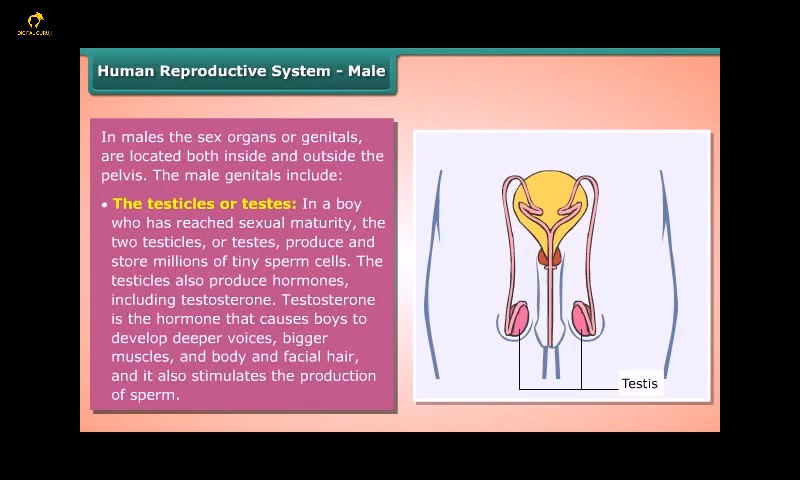 DIGITAL GURUJI
Human Reproductive System - Male
In males the sex organs or genitals,
are located both inside and outside the
pelvis. The male genitals include:
• The testicles or testes: In a boy
who has reached sexual maturity, the
two testicles, or testes, produce and
store millions of tiny sperm cells. The
testicles also produce hormones,
including testosterone. Testosterone
is the hormone that causes boys to
develop deeper voices, bigger
muscles, and body and facial hair,
and it also stimulates the production
of sperm.
Testis